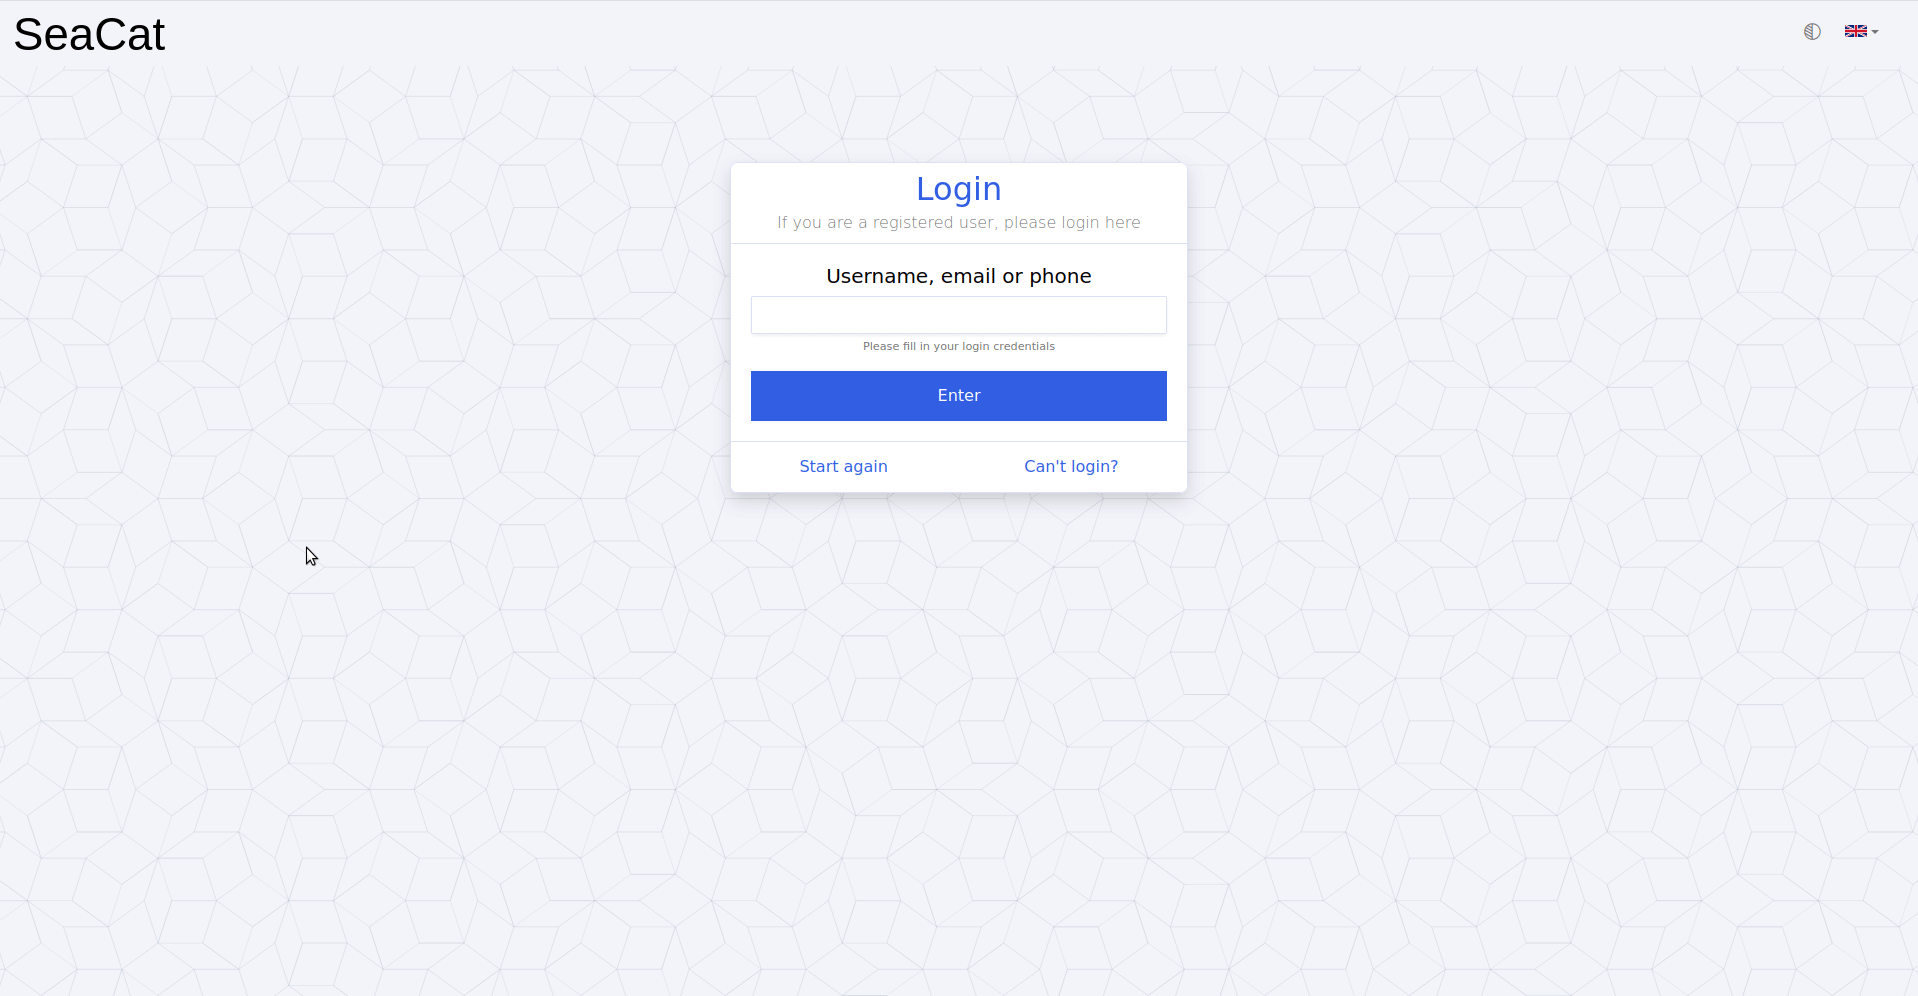 SeaCat
Login
If you are a registered user, please login here
Username, email or phone
Please fill in your login credentials
Enter
Start again
Can't login?